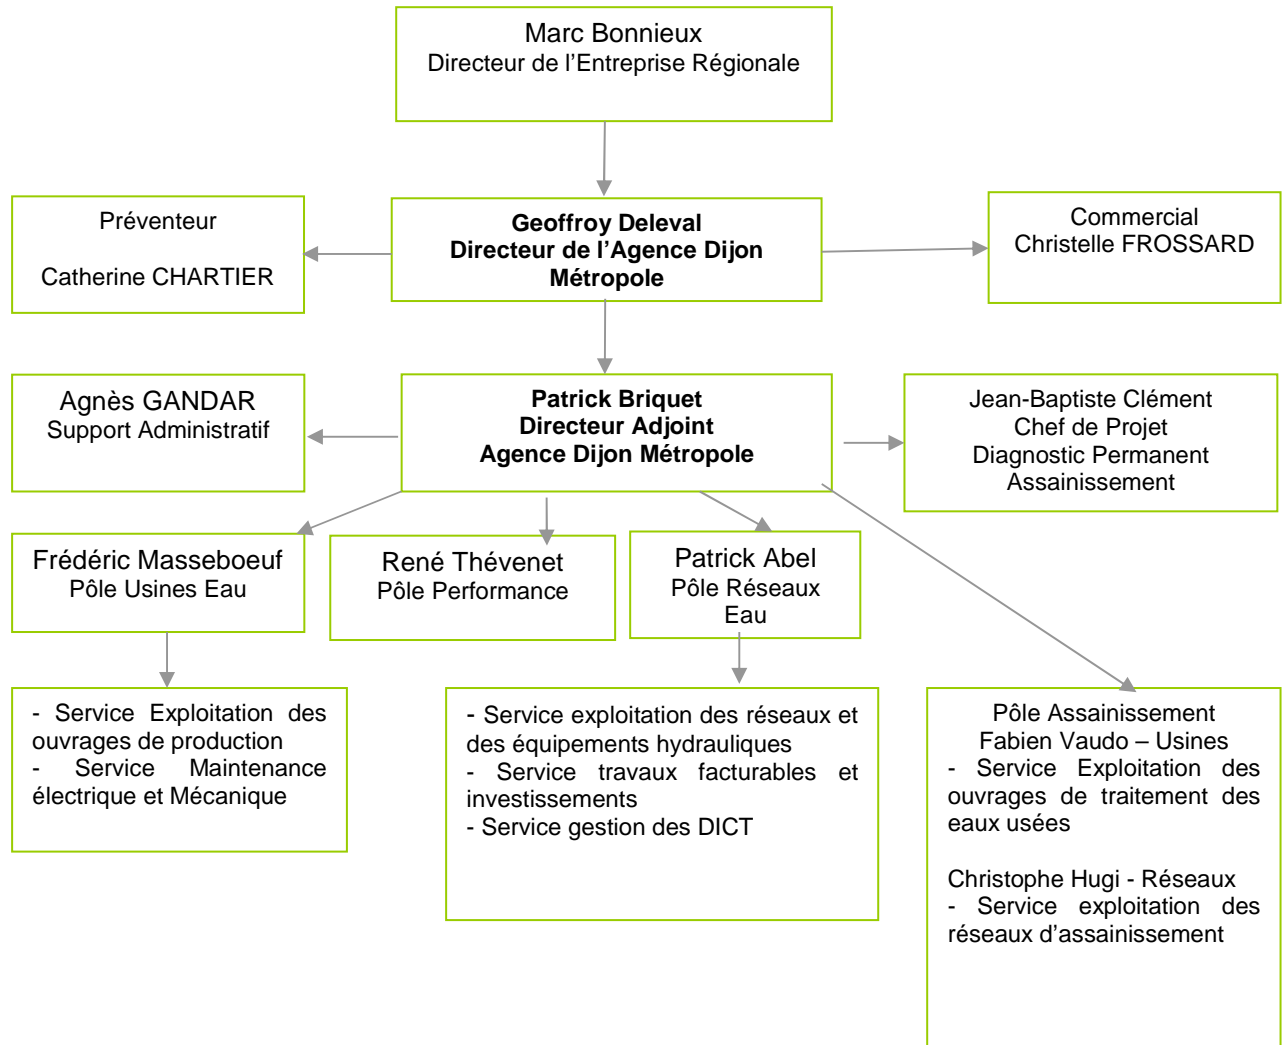 Marc Bonnieux
Directeur de l’Entreprise Régionale
Préventeur
Catherine CHARTIER
Geoffroy Deleval
Directeur de l’Agence Dijon
Métropole
Commercial
Christelle FROSSARD
Agnès GANDAR
Support Administratif
Patrick Briquet
Directeur Adjoint
Agence Dijon Métropole
Jean-Baptiste Clément
Chef de Projet
Diagnostic Permanent
Assainissement
Frédéric Masseboeuf
Pôle Usines Eau
René Thévenet
Pôle Performance
Patrick Abel
Pôle Réseaux
Eau
- Service Exploitation des
ouvrages de production
- Service Maintenance
électrique et Mécanique
- Service exploitation des réseaux et
des équipements hydrauliques
- Service travaux facturables et
investissements
- Service gestion des DICT
Pôle Assainissement
Fabien Vaudo – Usines
- Service Exploitation des
ouvrages de traitement des
eaux usées
Christophe Hugi - Réseaux
- Service exploitation des
réseaux d’assainissement